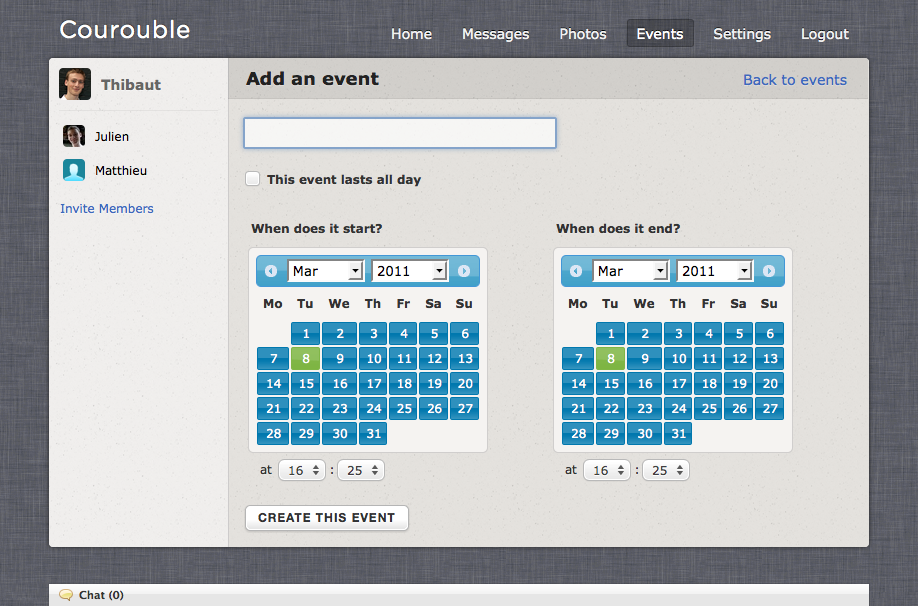 Courouble
Home Messages Photos Events Settings Logout
Thibaut
Julien
Matthieu
Invite Members
Add an event
Back to events
This event lasts all day
When does it start?
Mar 2011
Mo Tu We Th Fr Sa Su
1 2 3 4 5 6
7 8 9 10 11 12 13
14 15 16 17 18 19 20
21 22 23 24 25 26 27
28 29 30 31
at 16 : 25
When does it end?
Mar 2011
Mo Tu We Th Fr Sa Su
1 2 3 4 5 6
7 8 9 10 11 12 13
14 15 16 17 18 19 20
21 22 23 24 25 26 27
28 29 30 31
at 16 : 25
CREATE THIS EVENT
Chat (0)